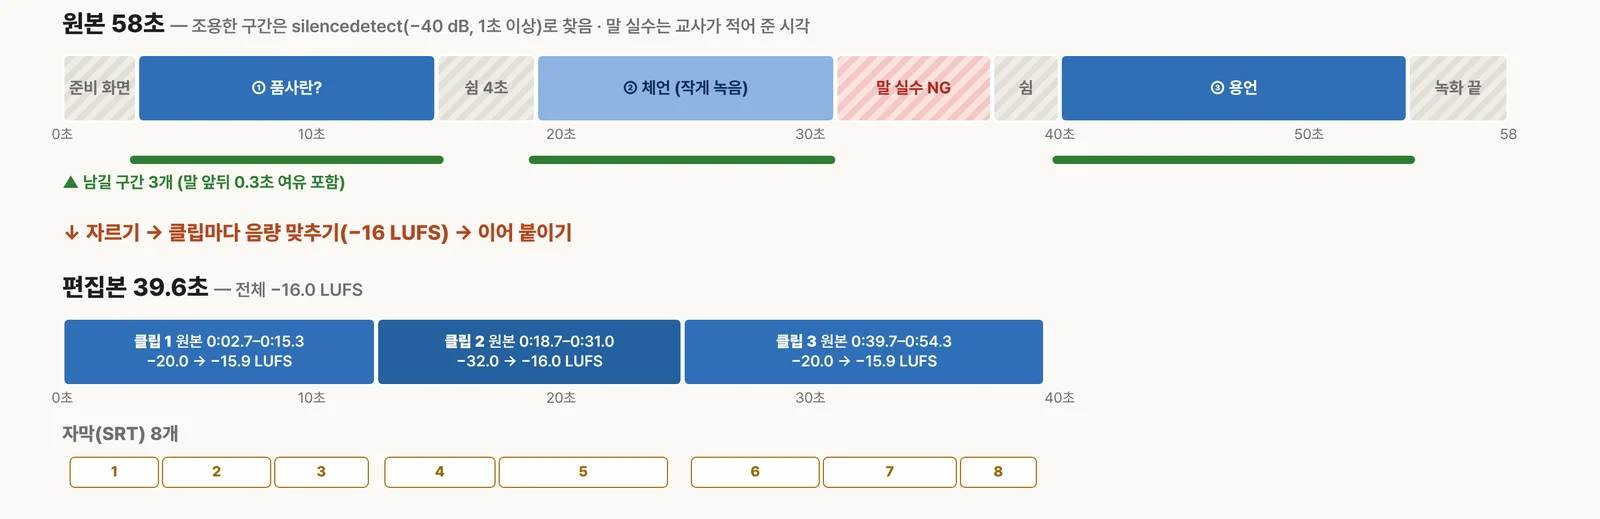 원본 58초 — 조용한 구간은 silencedetect(−40 dB, 1초 이상)로 찾음 · 말 실수는 교사가 적어 준 시각
준비 화면 ① 품사란? 쉼 4초 ② 체언 (작게 녹음) 말 실수 NG 쉼 ③ 용언 녹화 끝
0초 10초 20초 30초 40초 50초 58
▲ 남길 구간 3개 (말 앞뒤 0.3초 여유 포함)
↓ 자르기 → 클립마다 음량 맞추기(−16 LUFS) → 이어 붙이기
편집본 39.6초 — 전체 −16.0 LUFS
클립 1 원본 0:02.7–0:15.3
−20.0 → −15.9 LUFS
클립 2 원본 0:18.7–0:31.0
−32.0 → −16.0 LUFS
클립 3 원본 0:39.7–0:54.3
−20.0 → −15.9 LUFS
0초 10초 20초 30초 40초
자막(SRT) 8개
1 2 3 4 5 6 7 8